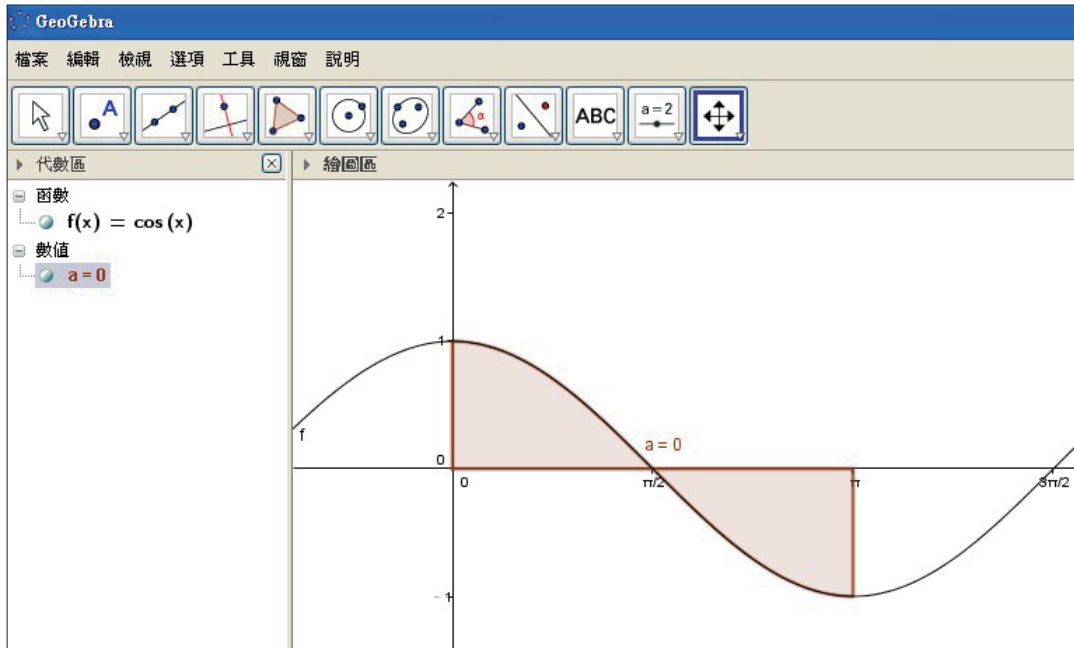 GeoGebra
檔案 編輯 檢視 選項 工具 視窗 說明
A
α
ABC
a = 2
代數區
繪圖區
函數
f(x) = cos (x)
數值
a = 0
2
1
f
a = 0
0
0
π/2
π
3π/2
- 1